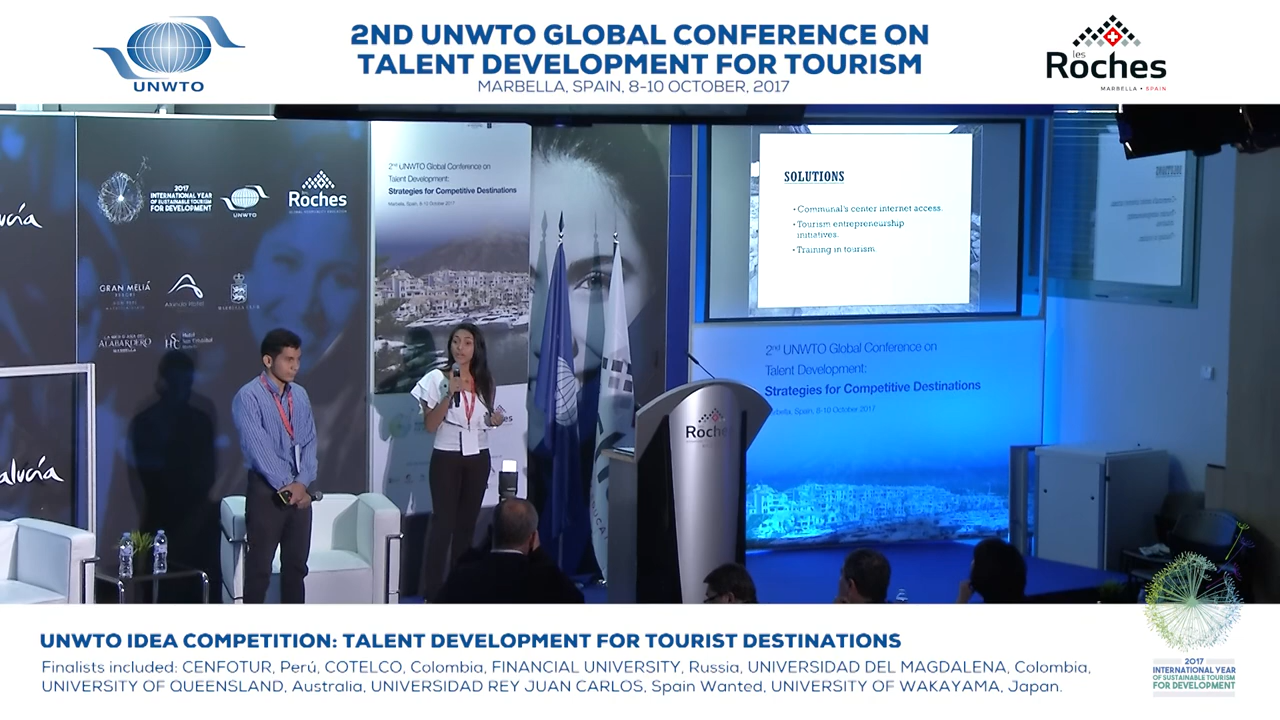 UNWTO
2ND UNWTO GLOBAL CONFERENCE ON
TALENT DEVELOPMENT FOR TOURISM
MARBELLA, SPAIN, 8-10 OCTOBER, 2017
les
Roches
MARBELLA • SPAIN
2017
INTERNATIONAL YEAR
OF SUSTAINABLE TOURISM
FOR DEVELOPMENT
UNWTO
Roches
GRAN MELIÁ
ALABARDERO
alucía
2nd UNWTO Global Conference on
Talent Development:
Strategies for Competitive Destinations
Marbella, Spain, 8-10 October 2017
SOLUTIONS
• Communal's center internet access.
• Tourism entrepreneurship
initiatives.
• Training in tourism.
2nd UNWTO Global Conference on
Talent Development:
Strategies for Competitive Destinations
Marbella, Spain, 8-10 October 2017
Roches
UNWTO IDEA COMPETITION: TALENT DEVELOPMENT FOR TOURIST DESTINATIONS
Finalists included: CENFOTUR, Perú, COTELCO, Colombia, FINANCIAL UNIVERSITY, Russia, UNIVERSIDAD DEL MAGDALENA, Colombia,
UNIVERSITY OF QUEENSLAND, Australia, UNIVERSIDAD REY JUAN CARLOS, Spain Wanted, UNIVERSITY OF WAKAYAMA, Japan.
2017
INTERNATIONAL YEAR
OF SUSTAINABLE TOURISM
FOR DEVELOPMENT